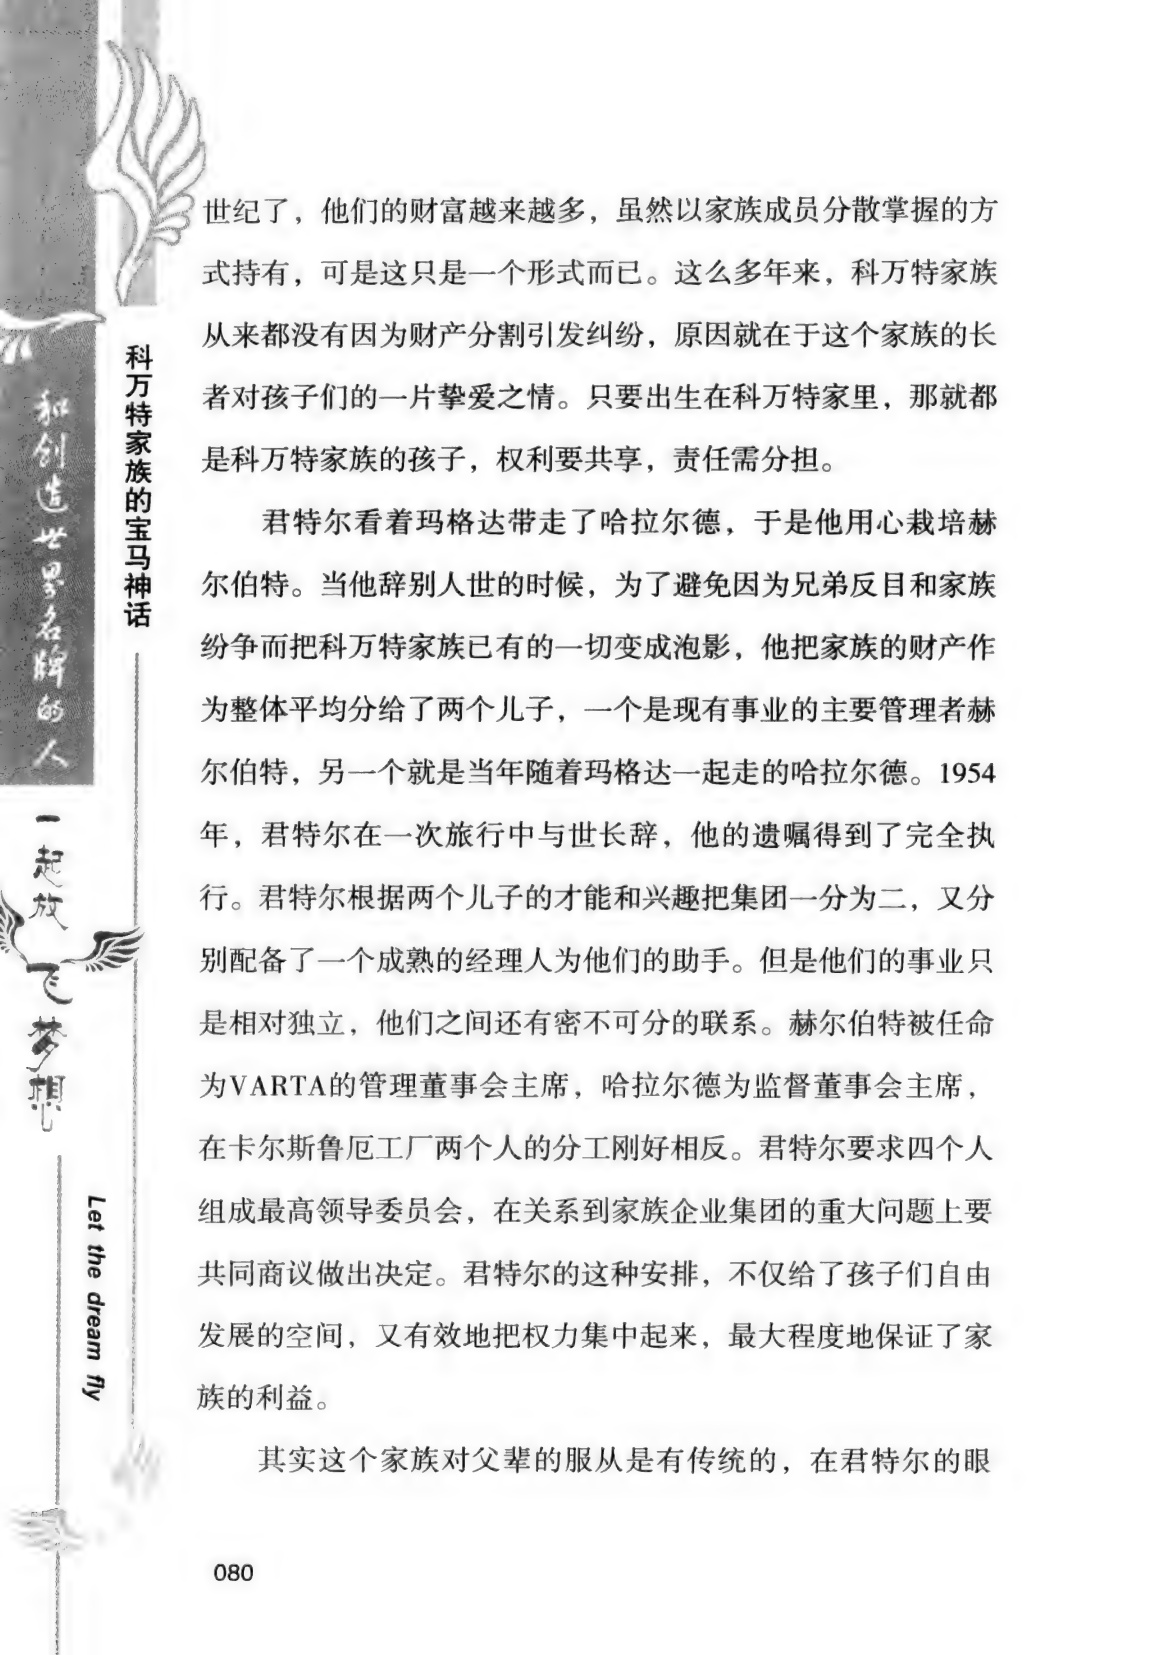 和创造世界名牌的人
一起放飞梦想
Let the dream fly
科万特家族的宝马神话
世纪了，他们的财富越来越多，虽然以家族成员分散掌握的方
式持有，可是这只是一个形式而已。这么多年来，科万特家族
从来都没有因为财产分割引发纠纷，原因就在于这个家族的长
者对孩子们的一片挚爱之情。只要出生在科万特家里，那就都
是科万特家族的孩子，权利要共享，责任需分担。
君特尔看着玛格达带走了哈拉尔德，于是他用心栽培赫
尔伯特。当他辞别人世的时候，为了避免因为兄弟反目和家族
纷争而把科万特家族已有的一切变成泡影，他把家族的财产作
为整体平均分给了两个儿子，一个是现有事业的主要管理者赫
尔伯特，另一个就是当年随着玛格达一起走的哈拉尔德。1954
年，君特尔在一次旅行中与世长辞，他的遗嘱得到了完全执
行。君特尔根据两个儿子的才能和兴趣把集团一分为二，又分
别配备了一个成熟的经理人为他们的助手。但是他们的事业只
是相对独立，他们之间还有密不可分的联系。赫尔伯特被任命
为VARTA的管理董事会主席，哈拉尔德为监督董事会主席，
在卡尔斯鲁厄工厂两个人的分工刚好相反。君特尔要求四个人
组成最高领导委员会，在关系到家族企业集团的重大问题上要
共同商议做出决定。君特尔的这种安排，不仅给了孩子们自由
发展的空间，又有效地把权力集中起来，最大程度地保证了家
族的利益。
其实这个家族对父辈的服从是有传统的，在君特尔的眼
080